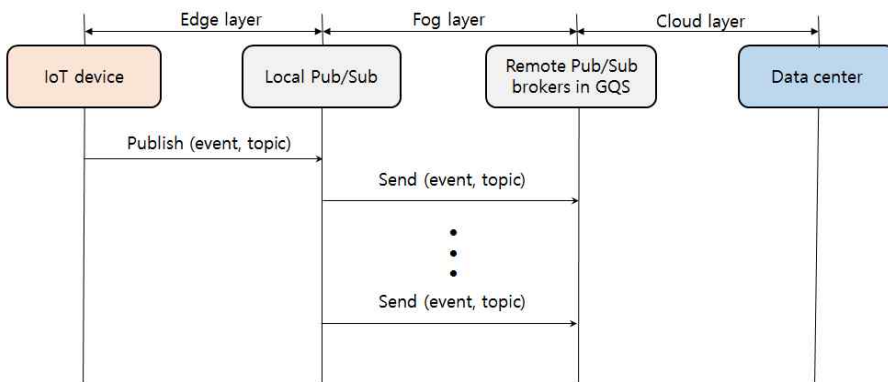 Edge layer
Fog layer
Cloud layer
IoT device
Local Pub/Sub
Remote Pub/Sub
brokers in GQS
Data center
Publish (event, topic)
Send (event, topic)
Send (event, topic)